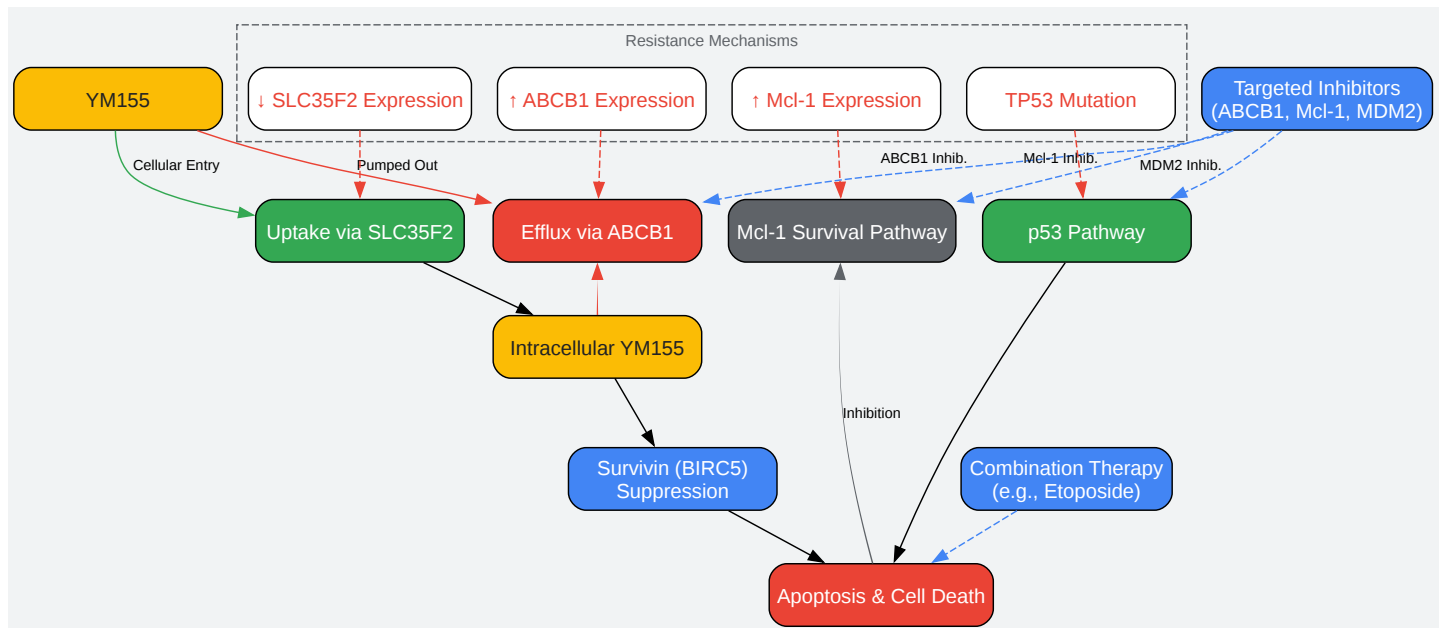 Resistance Mechanisms
YM155
↓ SLC35F2 Expression
↑ ABCB1 Expression
↑ Mcl-1 Expression
TP53 Mutation
Targeted Inhibitors
(ABCB1, Mcl-1, MDM2)
Cellular Entry
Pumped Out
ABCB1 Inhib.
Mcl-1 Inhib.
MDM2 Inhib.
Uptake via SLC35F2
Efflux via ABCB1
Mcl-1 Survival Pathway
p53 Pathway
Intracellular YM155
Inhibition
Survivin (BIRC5)
Suppression
Combination Therapy
(e.g., Etoposide)
Apoptosis & Cell Death